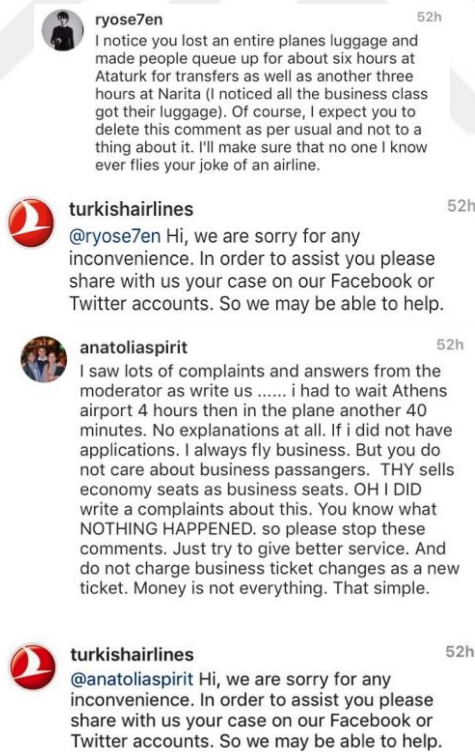 ryose7en 52h
I notice you lost an entire planes luggage and
made people queue up for about six hours at
Ataturk for transfers as well as another three
hours at Narita (I noticed all the business class
got their luggage). Of course, I expect you to
delete this comment as per usual and not to a
thing about it. I'll make sure that no one I know
ever flies your joke of an airline.
turkishairlines 52h
@ryose7en Hi, we are sorry for any
inconvenience. In order to assist you please
share with us your case on our Facebook or
Twitter accounts. So we may be able to help.
anatoliaspirit 52h
I saw lots of complaints and answers from the
moderator as write us ...... i had to wait Athens
airport 4 hours then in the plane another 40
minutes. No explanations at all. If i did not have
applications. I always fly business. But you do
not care about business passangers. THY sells
economy seats as business seats. OH I DID
write a complaints about this. You know what
NOTHING HAPPENED. so please stop these
comments. Just try to give better service. And
do not charge business ticket changes as a new
ticket. Money is not everything. That simple.
turkishairlines 52h
@anatoliaspirit Hi, we are sorry for any
inconvenience. In order to assist you please
share with us your case on our Facebook or
Twitter accounts. So we may be able to help.